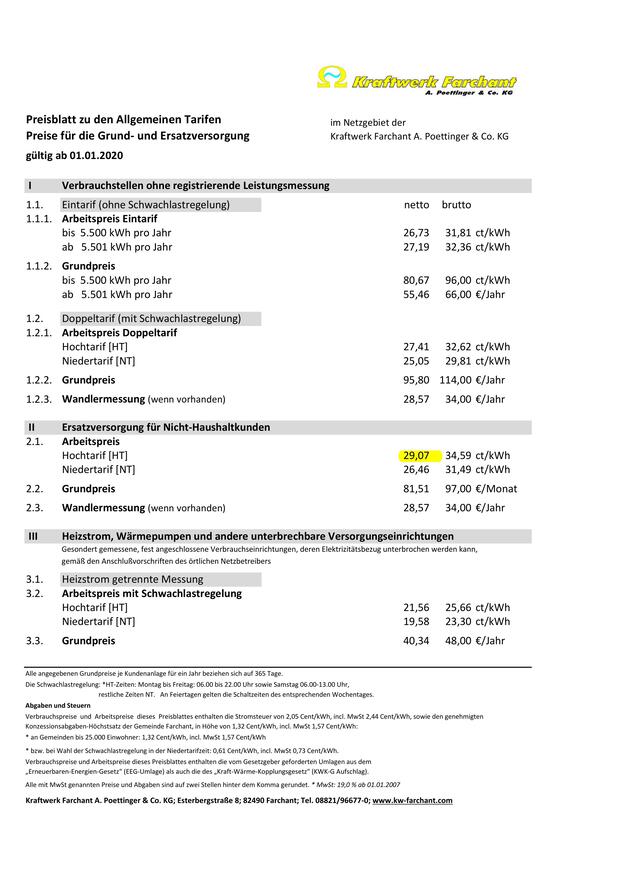 Kraftwerk Farchant
A. Poettinger & Co. KG
Preisblatt zu den Allgemeinen Tarifen
Preise für die Grund- und Ersatzversorgung
gültig ab 01.01.2020
im Netzgebiet der
Kraftwerk Farchant A. Poettinger & Co. KG
I Verbrauchstellen ohne registrierende Leistungsmessung
1.1. Eintarif (ohne Schwachlastregelung) netto brutto
1.1.1. Arbeitspreis Eintarif
bis 5.500 kWh pro Jahr 26,73 31,81 ct/kWh
ab 5.501 kWh pro Jahr 27,19 32,36 ct/kWh
1.1.2. Grundpreis
bis 5.500 kWh pro Jahr 80,67 96,00 ct/kWh
ab 5.501 kWh pro Jahr 55,46 66,00 €/Jahr
1.2. Doppeltarif (mit Schwachlastregelung)
1.2.1. Arbeitspreis Doppeltarif
Hochtarif [HT] 27,41 32,62 ct/kWh
Niedertarif [NT] 25,05 29,81 ct/kWh
1.2.2. Grundpreis 95,80 114,00 €/Jahr
1.2.3. Wandlermessung (wenn vorhanden) 28,57 34,00 €/Jahr
II Ersatzversorgung für Nicht-Haushaltkunden
2.1. Arbeitspreis
Hochtarif [HT] 29,07 34,59 ct/kWh
Niedertarif [NT] 26,46 31,49 ct/kWh
2.2. Grundpreis 81,51 97,00 €/Monat
2.3. Wandlermessung (wenn vorhanden) 28,57 34,00 €/Jahr
III Heizstrom, Wärmepumpen und andere unterbrechbare Versorgungseinrichtungen
Gesondert gemessene, fest angeschlossene Verbrauchseinrichtungen, deren Elektrizitätsbezug unterbrochen werden kann,
gemäß den Anschlußvorschriften des örtlichen Netzbetreibers
3.1. Heizstrom getrennte Messung
3.2. Arbeitspreis mit Schwachlastregelung
Hochtarif [HT] 21,56 25,66 ct/kWh
Niedertarif [NT] 19,58 23,30 ct/kWh
3.3. Grundpreis 40,34 48,00 €/Jahr
Alle angegebenen Grundpreise je Kundenanlage für ein Jahr beziehen sich auf 365 Tage.
Die Schwachlastregelung: *HT-Zeiten: Montag bis Freitag: 06.00 bis 22.00 Uhr sowie Samstag 06.00-13.00 Uhr,
restliche Zeiten NT. An Feiertagen gelten die Schaltzeiten des entsprechenden Wochentages.
Abgaben und Steuern
Verbrauchspreise und Arbeitspreise dieses Preisblattes enthalten die Stromsteuer von 2,05 Cent/kWh, incl. MwSt 2,44 Cent/kWh, sowie den genehmigten
Konzessionsabgaben-Höchstsatz der Gemeinde Farchant, in Höhe von 1,32 Cent/kWh, incl. MwSt 1,57 Cent/kWh:
* an Gemeinden bis 25.000 Einwohner: 1,32 Cent/kWh, incl. MwSt 1,57 Cent/kWh
* bzw. bei Wahl der Schwachlastregelung in der Niedertarifzeit: 0,61 Cent/kWh, incl. MwSt 0,73 Cent/kWh.
Verbrauchspreise und Arbeitspreise dieses Preisblattes enthalten die vom Gesetzgeber geforderten Umlagen aus dem
„Erneuerbaren-Energien-Gesetz" (EEG-Umlage) als auch die des „Kraft-Wärme-Kopplungsgesetz" (KWK-G Aufschlag).
Alle mit MwSt genannten Preise und Abgaben sind auf zwei Stellen hinter dem Komma gerundet. * MwSt: 19,0 % ab 01.01.2007
Kraftwerk Farchant A. Poettinger & Co. KG; Esterbergstraße 8; 82490 Farchant; Tel. 08821/96677-0; www.kw-farchant.com